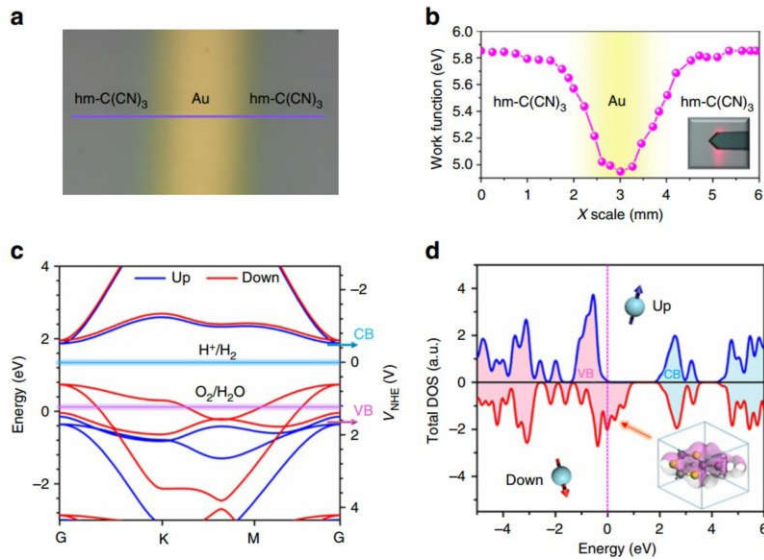 a
hm-C(CN)₃ Au hm-C(CN)₃
b
6.0
5.8
5.6
5.4
5.2
5.0
Work function (eV)
hm-C(CN)₃ Au hm-C(CN)₃
0 1 2 3 4 5 6
X scale (mm)
c
Up Down
4
2
0
−2
Energy (eV)
CB
H⁺/H₂
O₂/H₂O
VB
−2
0
2
4
V_NHE (V)
G K M G
d
4
2
0
−2
−4
Total DOS (a.u.)
Up
VB CB
Down
−4 −2 0 2 4 6
Energy (eV)